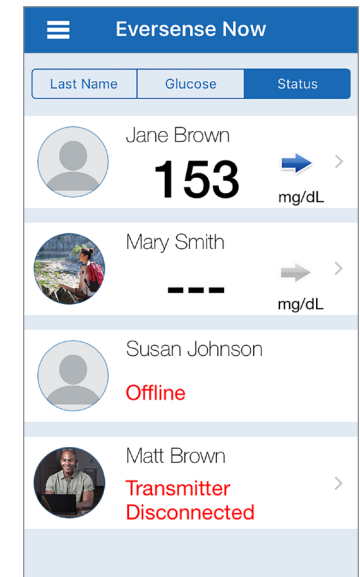 Eversense Now
Last Name Glucose Status
Jane Brown
153
mg/dL
Mary Smith
---
mg/dL
Susan Johnson
Offline
Matt Brown
Transmitter
Disconnected